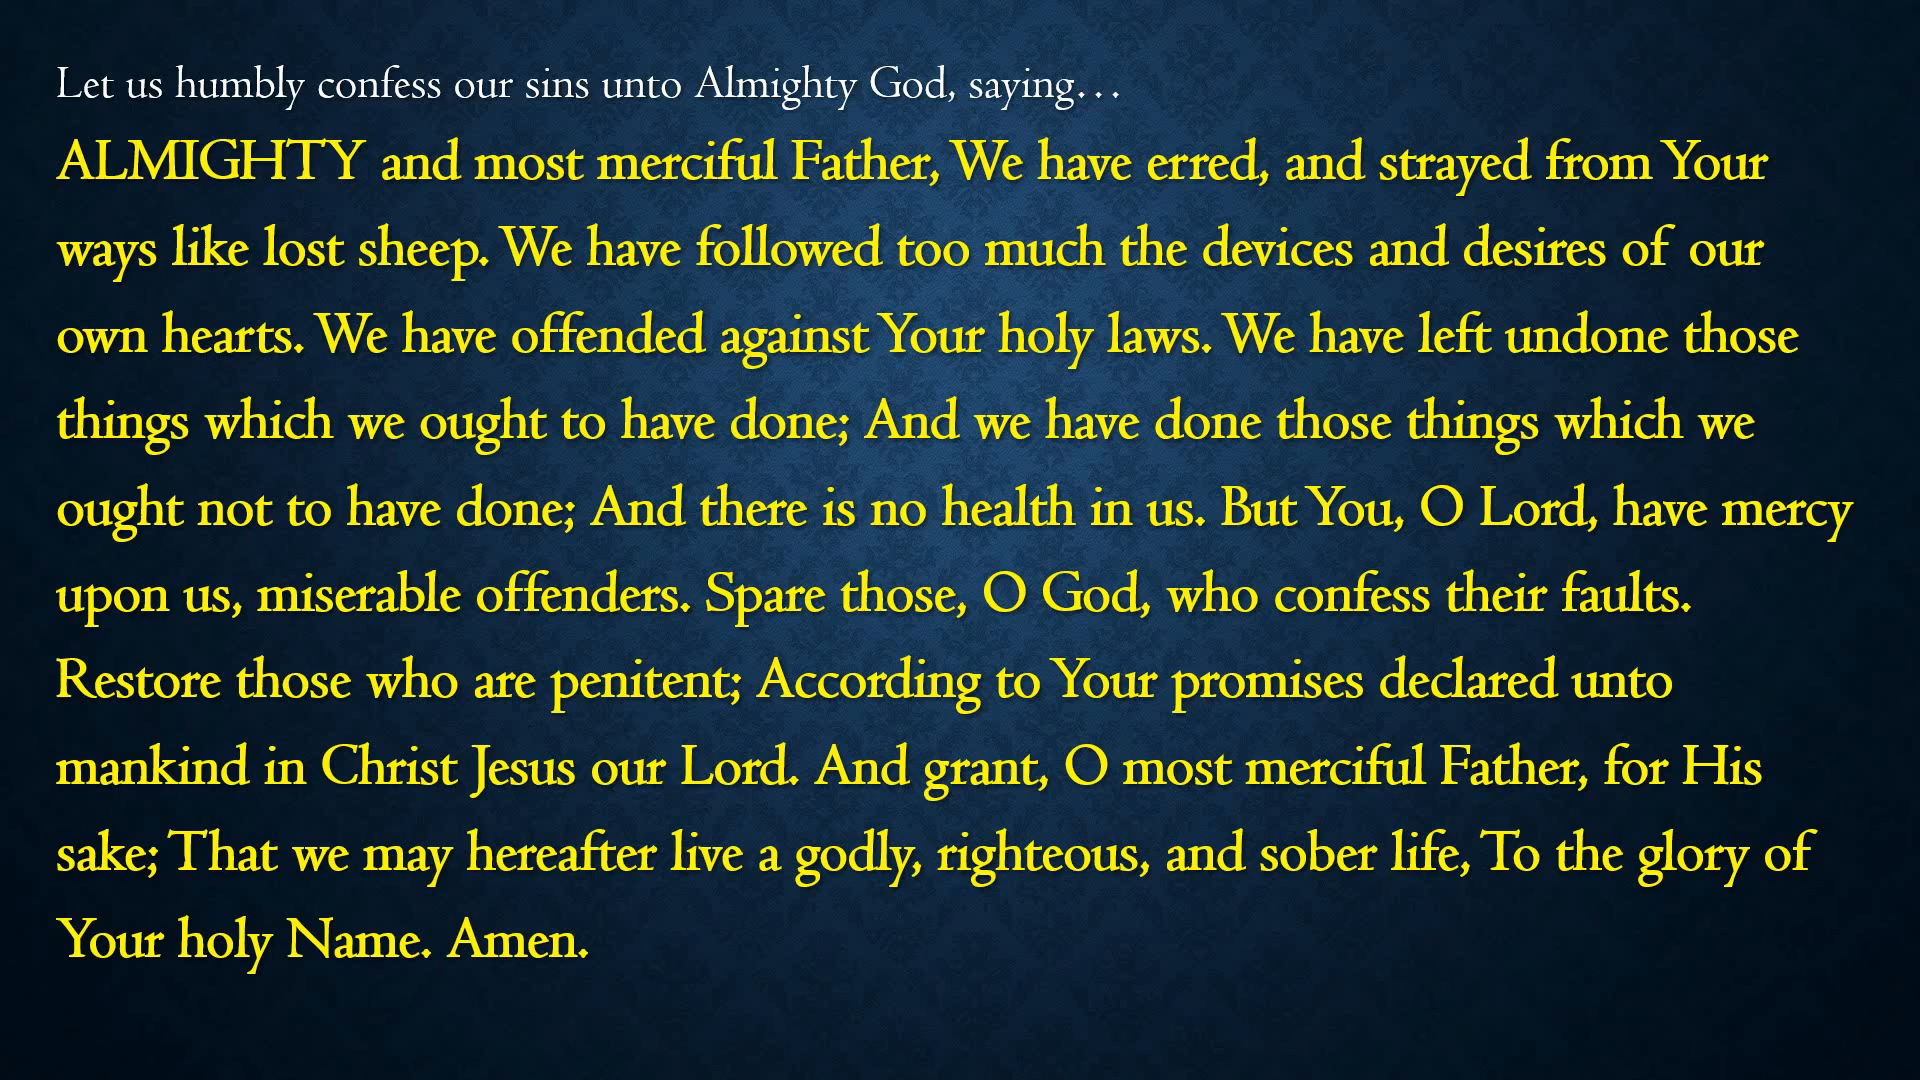 Let us humbly confess our sins unto Almighty God, saying…
ALMIGHTY and most merciful Father, We have erred, and strayed from Your
ways like lost sheep. We have followed too much the devices and desires of our
own hearts. We have offended against Your holy laws. We have left undone those
things which we ought to have done; And we have done those things which we
ought not to have done; And there is no health in us. But You, O Lord, have mercy
upon us, miserable offenders. Spare those, O God, who confess their faults.
Restore those who are penitent; According to Your promises declared unto
mankind in Christ Jesus our Lord. And grant, O most merciful Father, for His
sake; That we may hereafter live a godly, righteous, and sober life, To the glory of
Your holy Name. Amen.